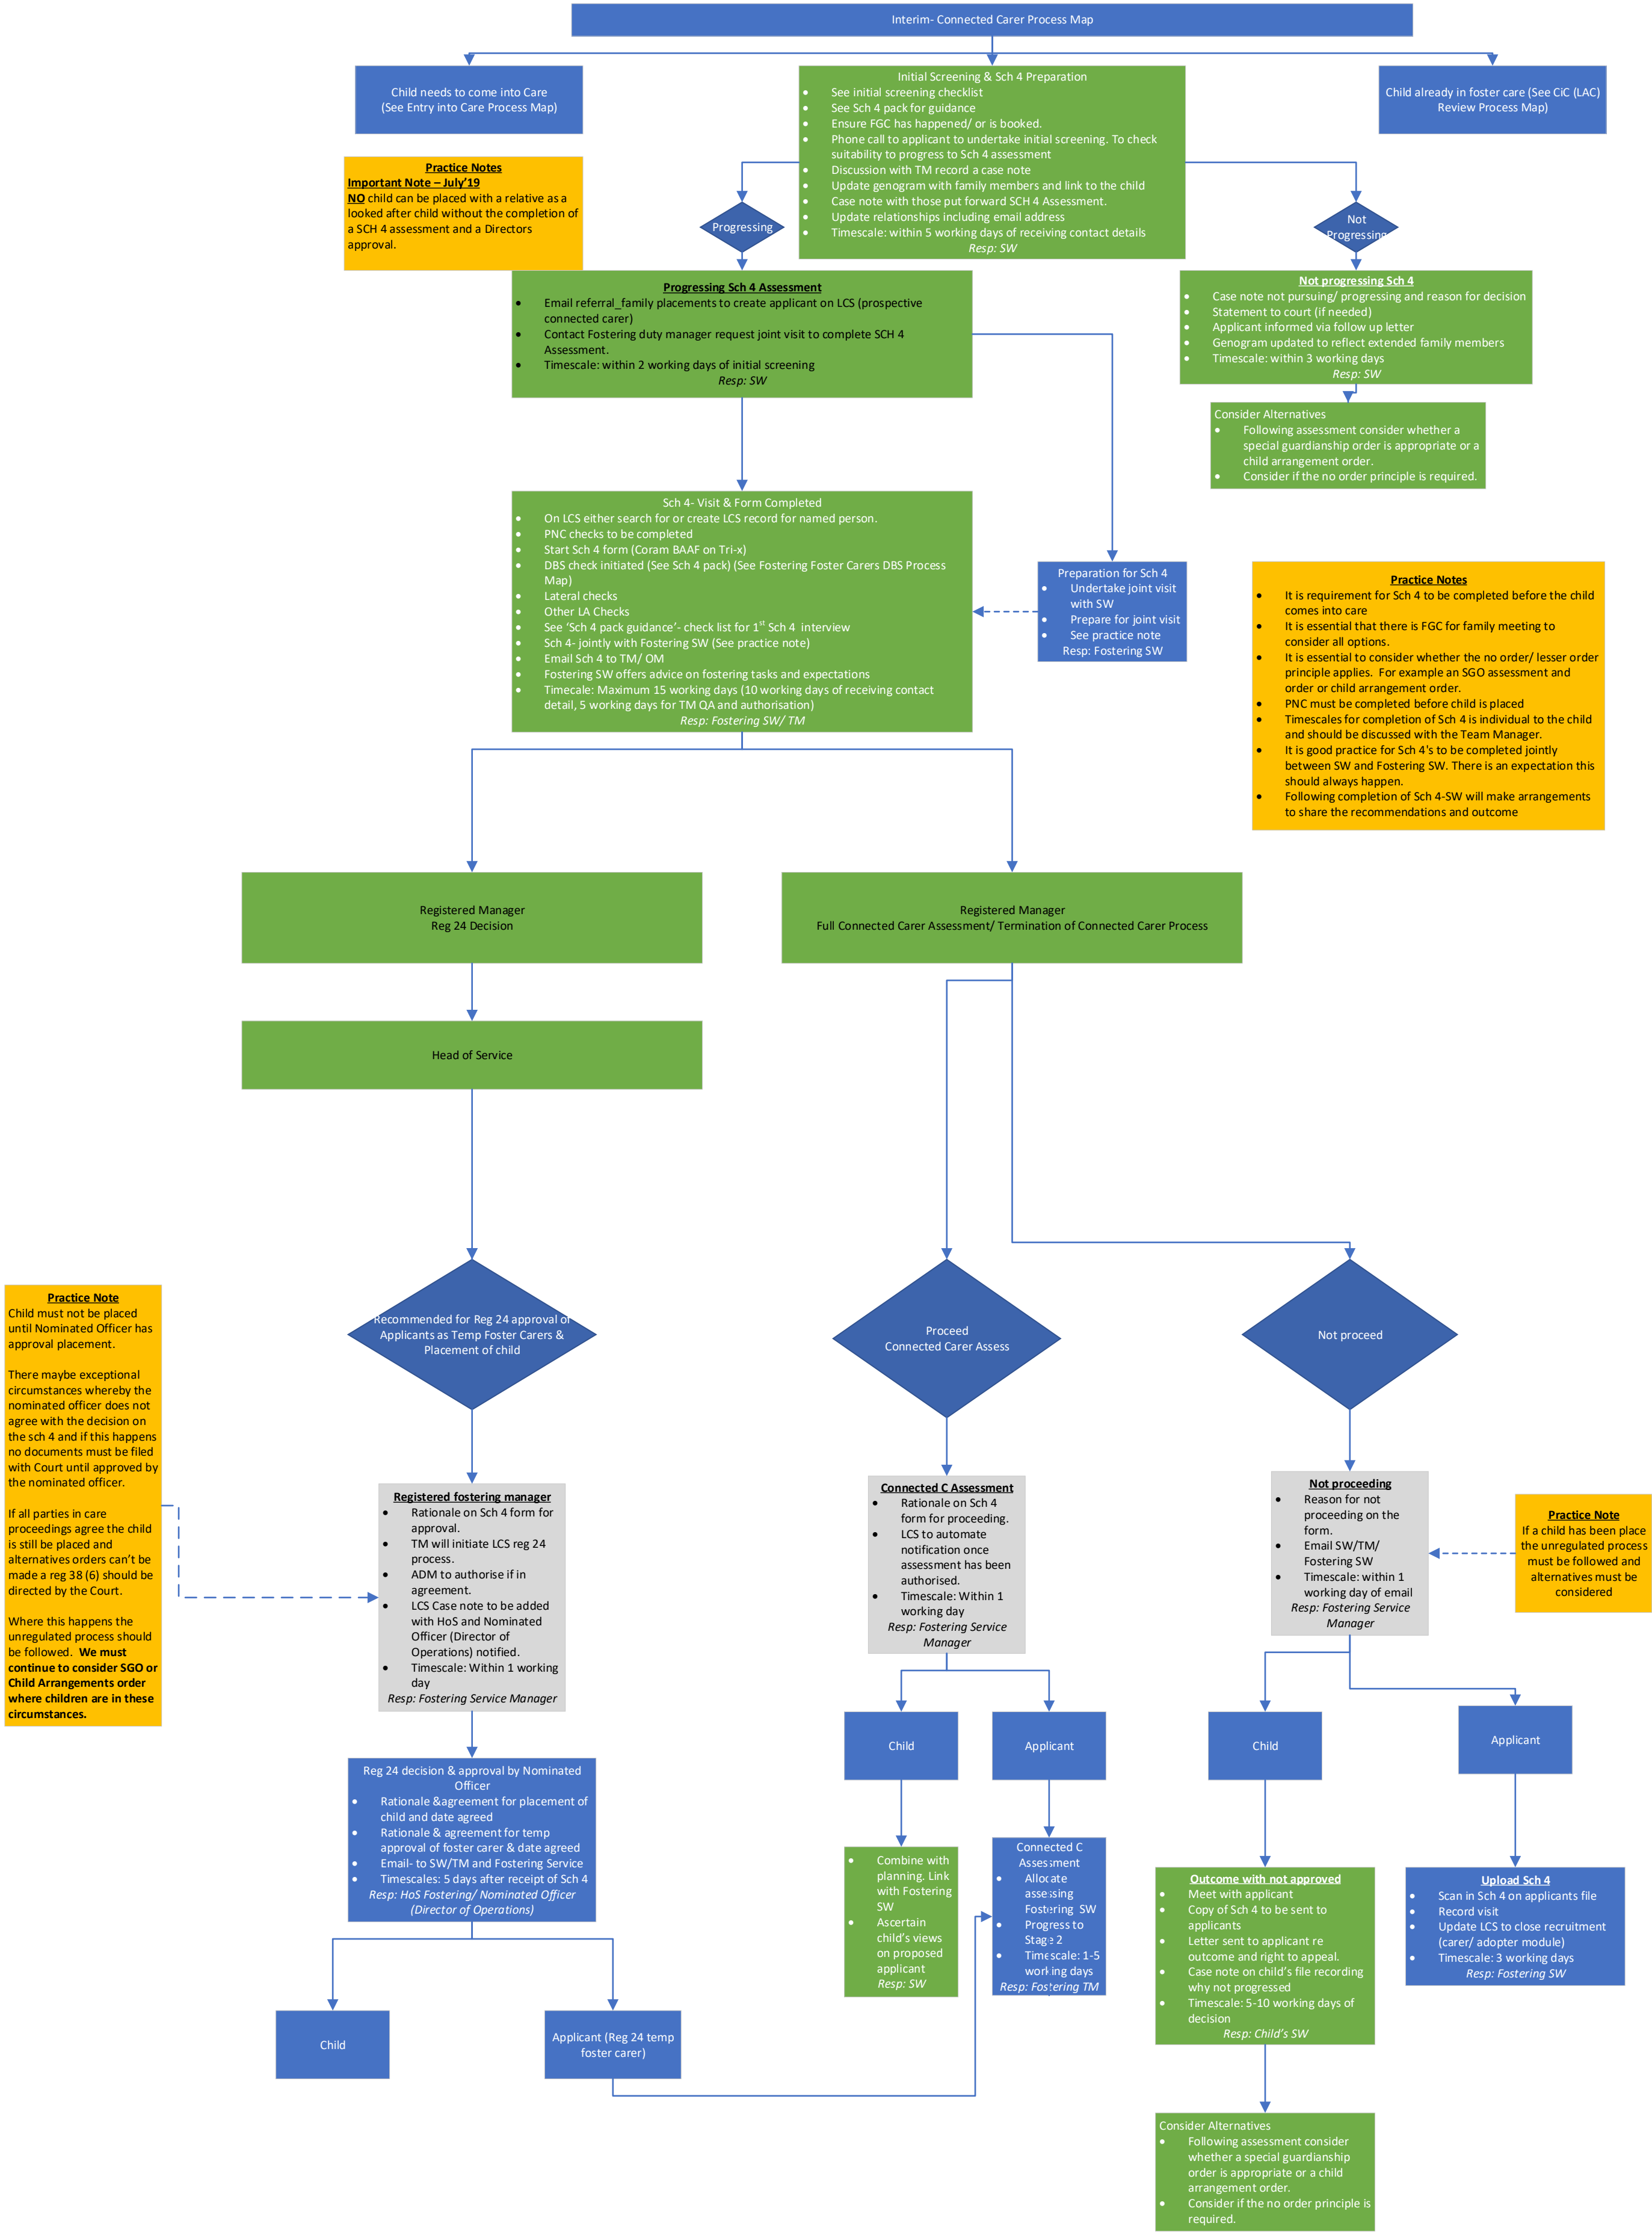 Interim- Connected Carer Process Map
Child needs to come into Care
(See Entry into Care Process Map)
Initial Screening & Sch 4 Preparation
• See initial screening checklist
• See Sch 4 pack for guidance
• Ensure FGC has happened/ or is booked.
• Phone call to applicant to undertake initial screening. To check
suitability to progress to Sch 4 assessment
• Discussion with TM record a case note
• Update genogram with family members and link to the child
• Case note with those put forward SCH 4 Assessment.
• Update relationships including email address
• Timescale: within 5 working days of receiving contact details
Resp: SW
Child already in foster care (See CiC (LAC)
Review Process Map)
Practice Notes
Important Note – July'19
NO child can be placed with a relative as a
looked after child without the completion of
a SCH 4 assessment and a Directors
approval.
Progressing
Not
Progressing
Progressing Sch 4 Assessment
• Email referral_family placements to create applicant on LCS (prospective
connected carer)
• Contact Fostering duty manager request joint visit to complete SCH 4
Assessment.
• Timescale: within 2 working days of initial screening
Resp: SW
Not progressing Sch 4
• Case note not pursuing/ progressing and reason for decision
• Statement to court (if needed)
• Applicant informed via follow up letter
• Genogram updated to reflect extended family members
• Timescale: within 3 working days
Resp: SW
Consider Alternatives
• Following assessment consider whether a
special guardianship order is appropriate or a
child arrangement order.
• Consider if the no order principle is required.
Sch 4- Visit & Form Completed
• On LCS either search for or create LCS record for named person.
• PNC checks to be completed
• Start Sch 4 form (Coram BAAF on Tri-x)
• DBS check initiated (See Sch 4 pack) (See Fostering Foster Carers DBS Process
Map)
• Lateral checks
• Other LA Checks
• See 'Sch 4 pack guidance'- check list for 1st Sch 4 interview
• Sch 4- jointly with Fostering SW (See practice note)
• Email Sch 4 to TM/ OM
• Fostering SW offers advice on fostering tasks and expectations
• Timecale: Maximum 15 working days (10 working days of receiving contact
detail, 5 working days for TM QA and authorisation)
Resp: Fostering SW/ TM
Preparation for Sch 4
• Undertake joint visit
with SW
• Prepare for joint visit
• See practice note
Resp: Fostering SW
Practice Notes
• It is requirement for Sch 4 to be completed before the child
comes into care
• It is essential that there is FGC for family meeting to
consider all options.
• It is essential to consider whether the no order/ lesser order
principle applies. For example an SGO assessment and
order or child arrangement order.
• PNC must be completed before child is placed
• Timescales for completion of Sch 4 is individual to the child
and should be discussed with the Team Manager.
• It is good practice for Sch 4's to be completed jointly
between SW and Fostering SW. There is an expectation this
should always happen.
• Following completion of Sch 4-SW will make arrangements
to share the recommendations and outcome
Registered Manager
Reg 24 Decision
Registered Manager
Full Connected Carer Assessment/ Termination of Connected Carer Process
Head of Service
Practice Note
Child must not be placed
until Nominated Officer has
approval placement.
There maybe exceptional
circumstances whereby the
nominated officer does not
agree with the decision on
the sch 4 and if this happens
no documents must be filed
with Court until approved by
the nominated officer.
If all parties in care
proceedings agree the child
is still be placed and
alternatives orders can't be
made a reg 38 (6) should be
directed by the Court.
Where this happens the
unregulated process should
be followed. We must
continue to consider SGO or
Child Arrangements order
where children are in these
circumstances.
Recommended for Reg 24 approval of
Applicants as Temp Foster Carers &
Placement of child
Proceed
Connected Carer Assess
Not proceed
Registered fostering manager
• Rationale on Sch 4 form for
approval.
• TM will initiate LCS reg 24
process.
• ADM to authorise if in
agreement.
• LCS Case note to be added
with HoS and Nominated
Officer (Director of
Operations) notified.
• Timescale: Within 1 working
day
Resp: Fostering Service Manager
Connected C Assessment
• Rationale on Sch 4
form for proceeding.
• LCS to automate
notification once
assessment has been
authorised.
• Timescale: Within 1
working day
Resp: Fostering Service
Manager
Not proceeding
• Reason for not
proceeding on the
form.
• Email SW/TM/
Fostering SW
• Timescale: within 1
working day of email
Resp: Fostering Service
Manager
Practice Note
If a child has been place
the unregulated process
must be followed and
alternatives must be
considered
Child
Applicant
Child
Applicant
Reg 24 decision & approval by Nominated
Officer
• Rationale &agreement for placement of
child and date agreed
• Rationale & agreement for temp
approval of foster carer & date agreed
• Email- to SW/TM and Fostering Service
• Timescales: 5 days after receipt of Sch 4
Resp: HoS Fostering/ Nominated Officer
(Director of Operations)
• Combine with
planning. Link
with Fostering
SW
• Ascertain
child's views
on proposed
applicant
Resp: SW
Connected C
Assessment
• Allocate
assessing
Fostering SW
• Progress to
Stage 2
• Timescale: 1-5
working days
Resp: Fostering TM
Outcome with not approved
• Meet with applicant
• Copy of Sch 4 to be sent to
applicants
• Letter sent to applicant re
outcome and right to appeal.
• Case note on child's file recording
why not progressed
• Timescale: 5-10 working days of
decision
Resp: Child's SW
Upload Sch 4
• Scan in Sch 4 on applicants file
• Record visit
• Update LCS to close recruitment
(carer/ adopter module)
• Timescale: 3 working days
Resp: Fostering SW
Child
Applicant (Reg 24 temp
foster carer)
Consider Alternatives
• Following assessment consider
whether a special guardianship
order is appropriate or a child
arrangement order.
• Consider if the no order principle is
required.